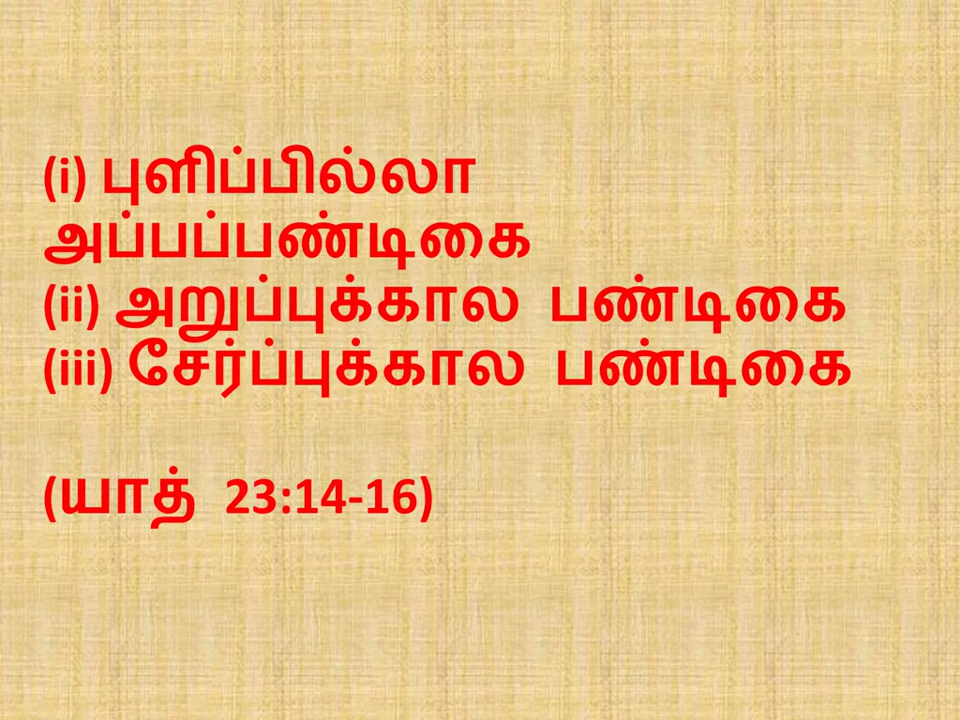 (i) புளிப்பில்லா
அப்பப்பண்டிகை
(ii) அறுப்புக்கால பண்டிகை
(iii) சேர்ப்புக்கால பண்டிகை
(யாத் 23:14-16)